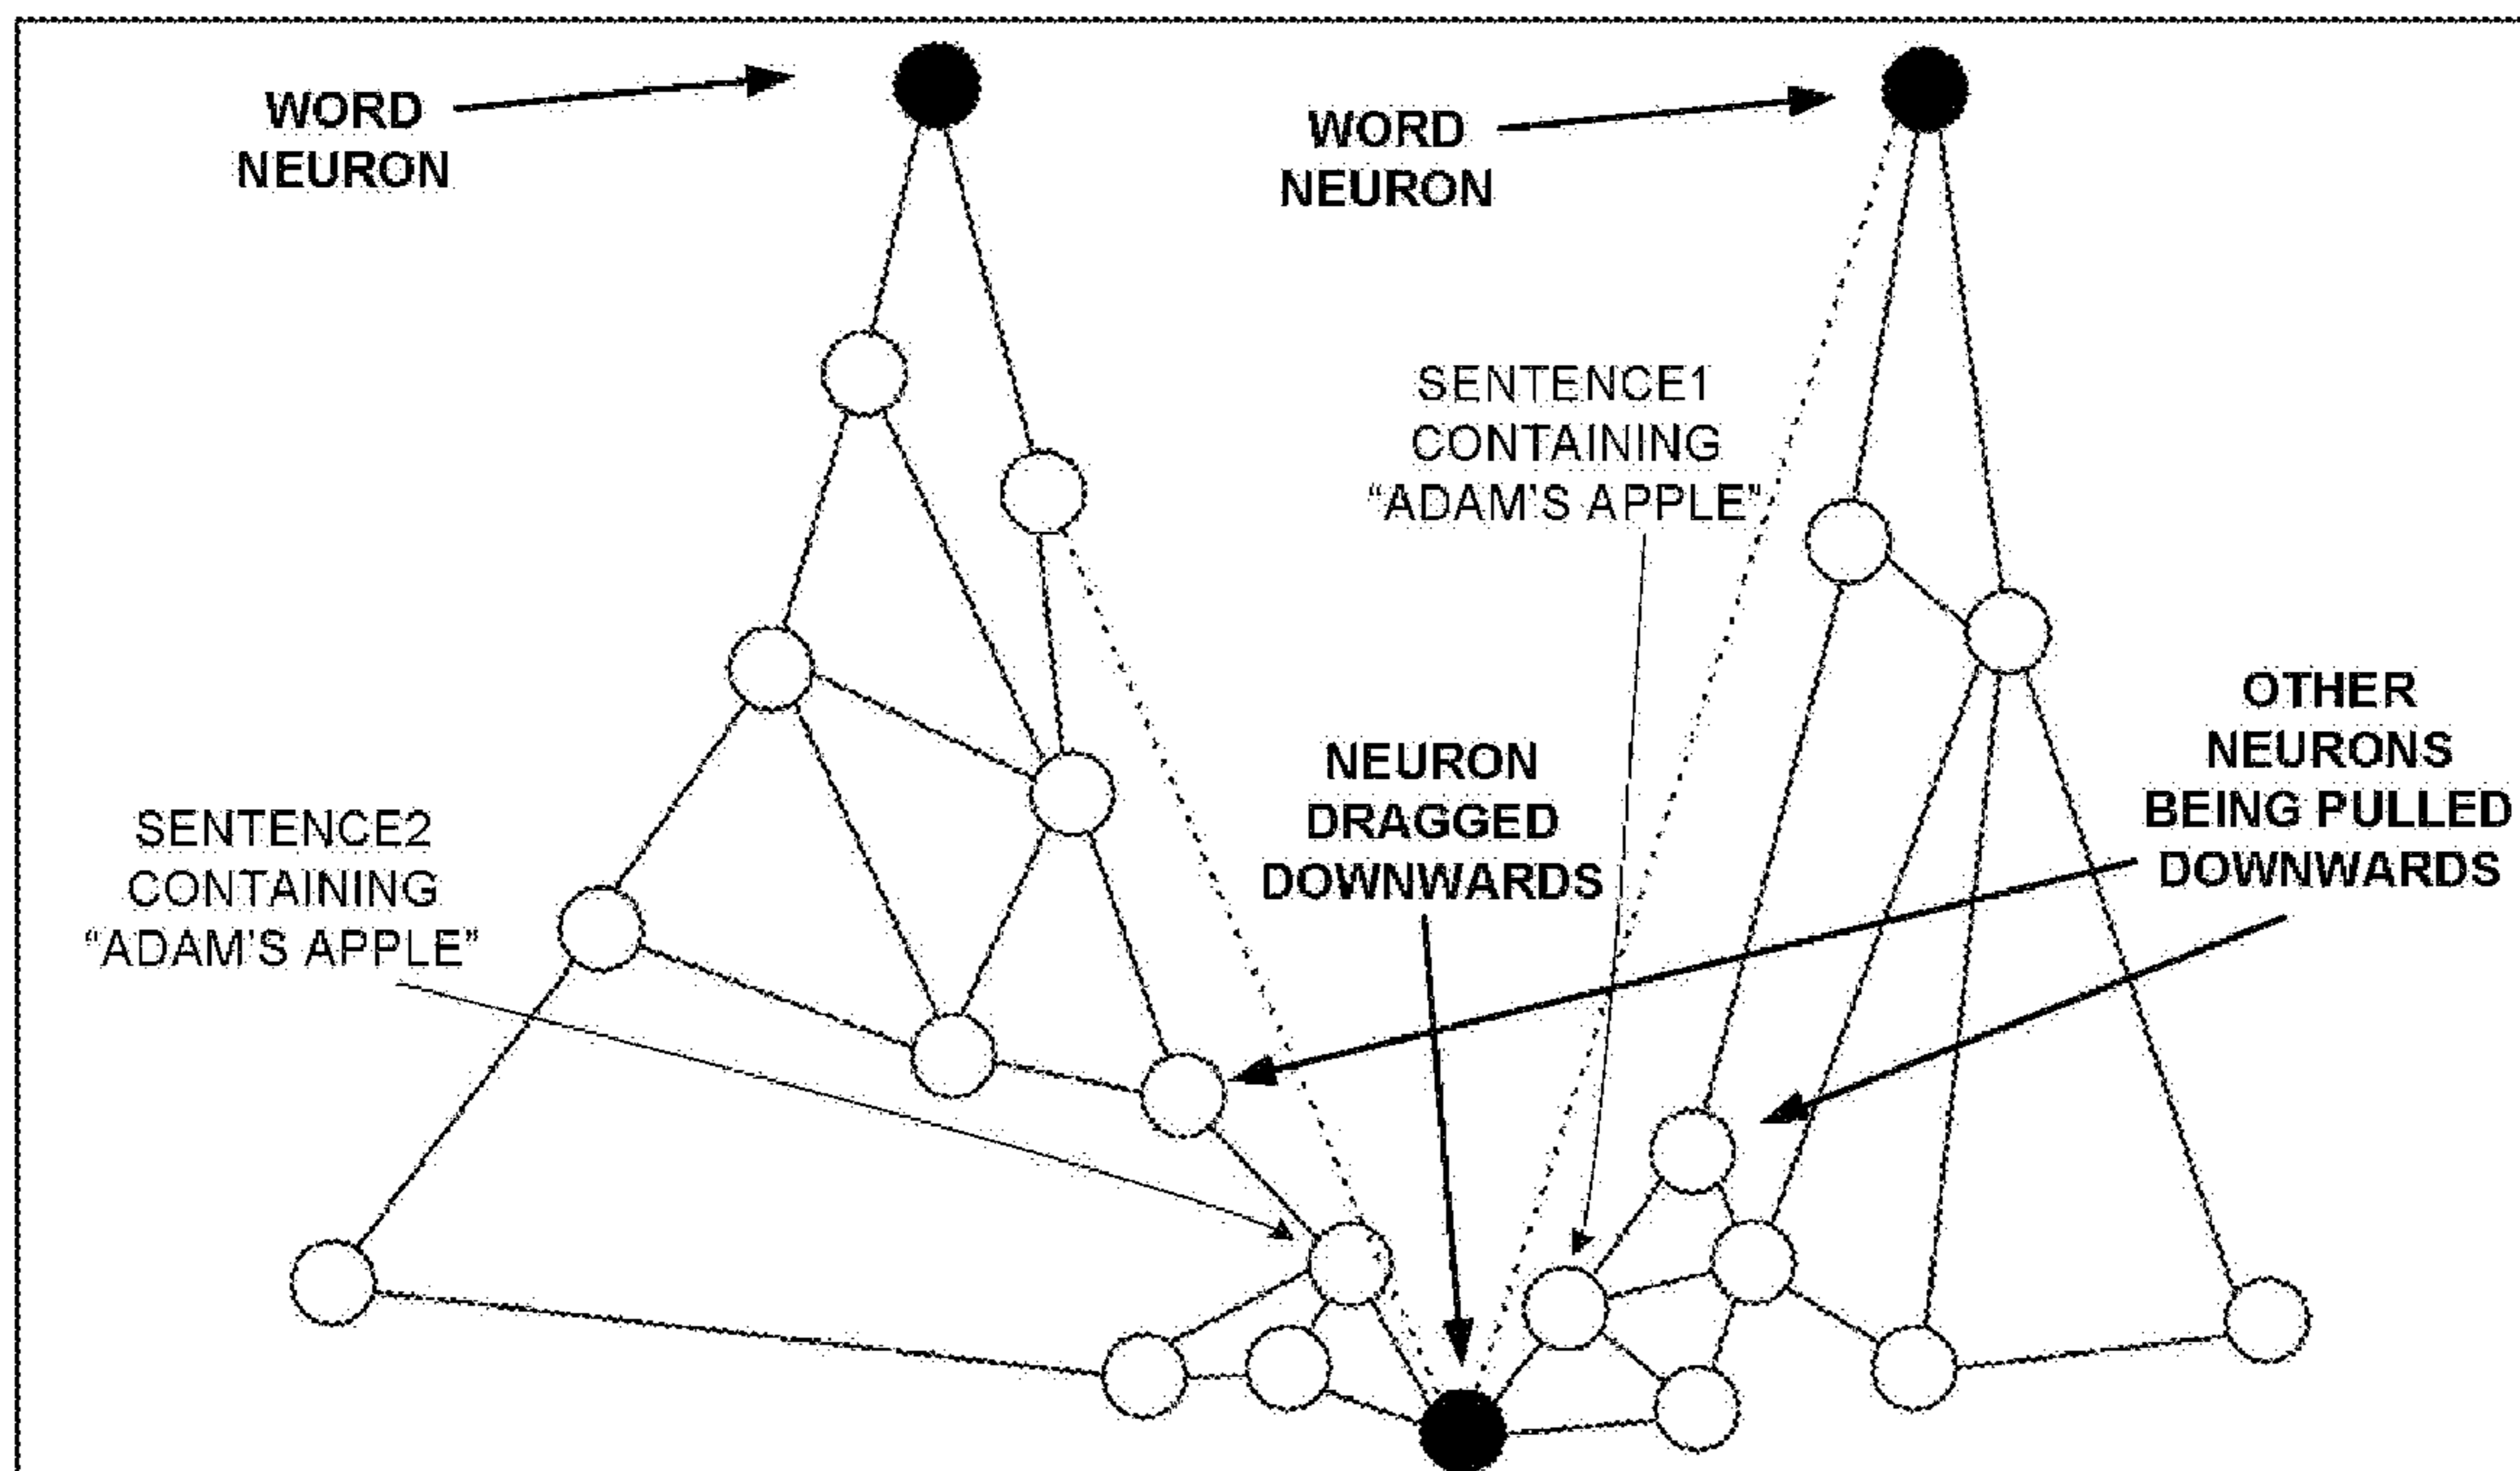 WORD
NEURON
WORD
NEURON
SENTENCE1
CONTAINING
“ADAM'S APPLE”
OTHER
NEURONS
BEING PULLED
DOWNWARDS
NEURON
DRAGGED
DOWNWARDS
SENTENCE2
CONTAINING
“ADAM'S APPLE”